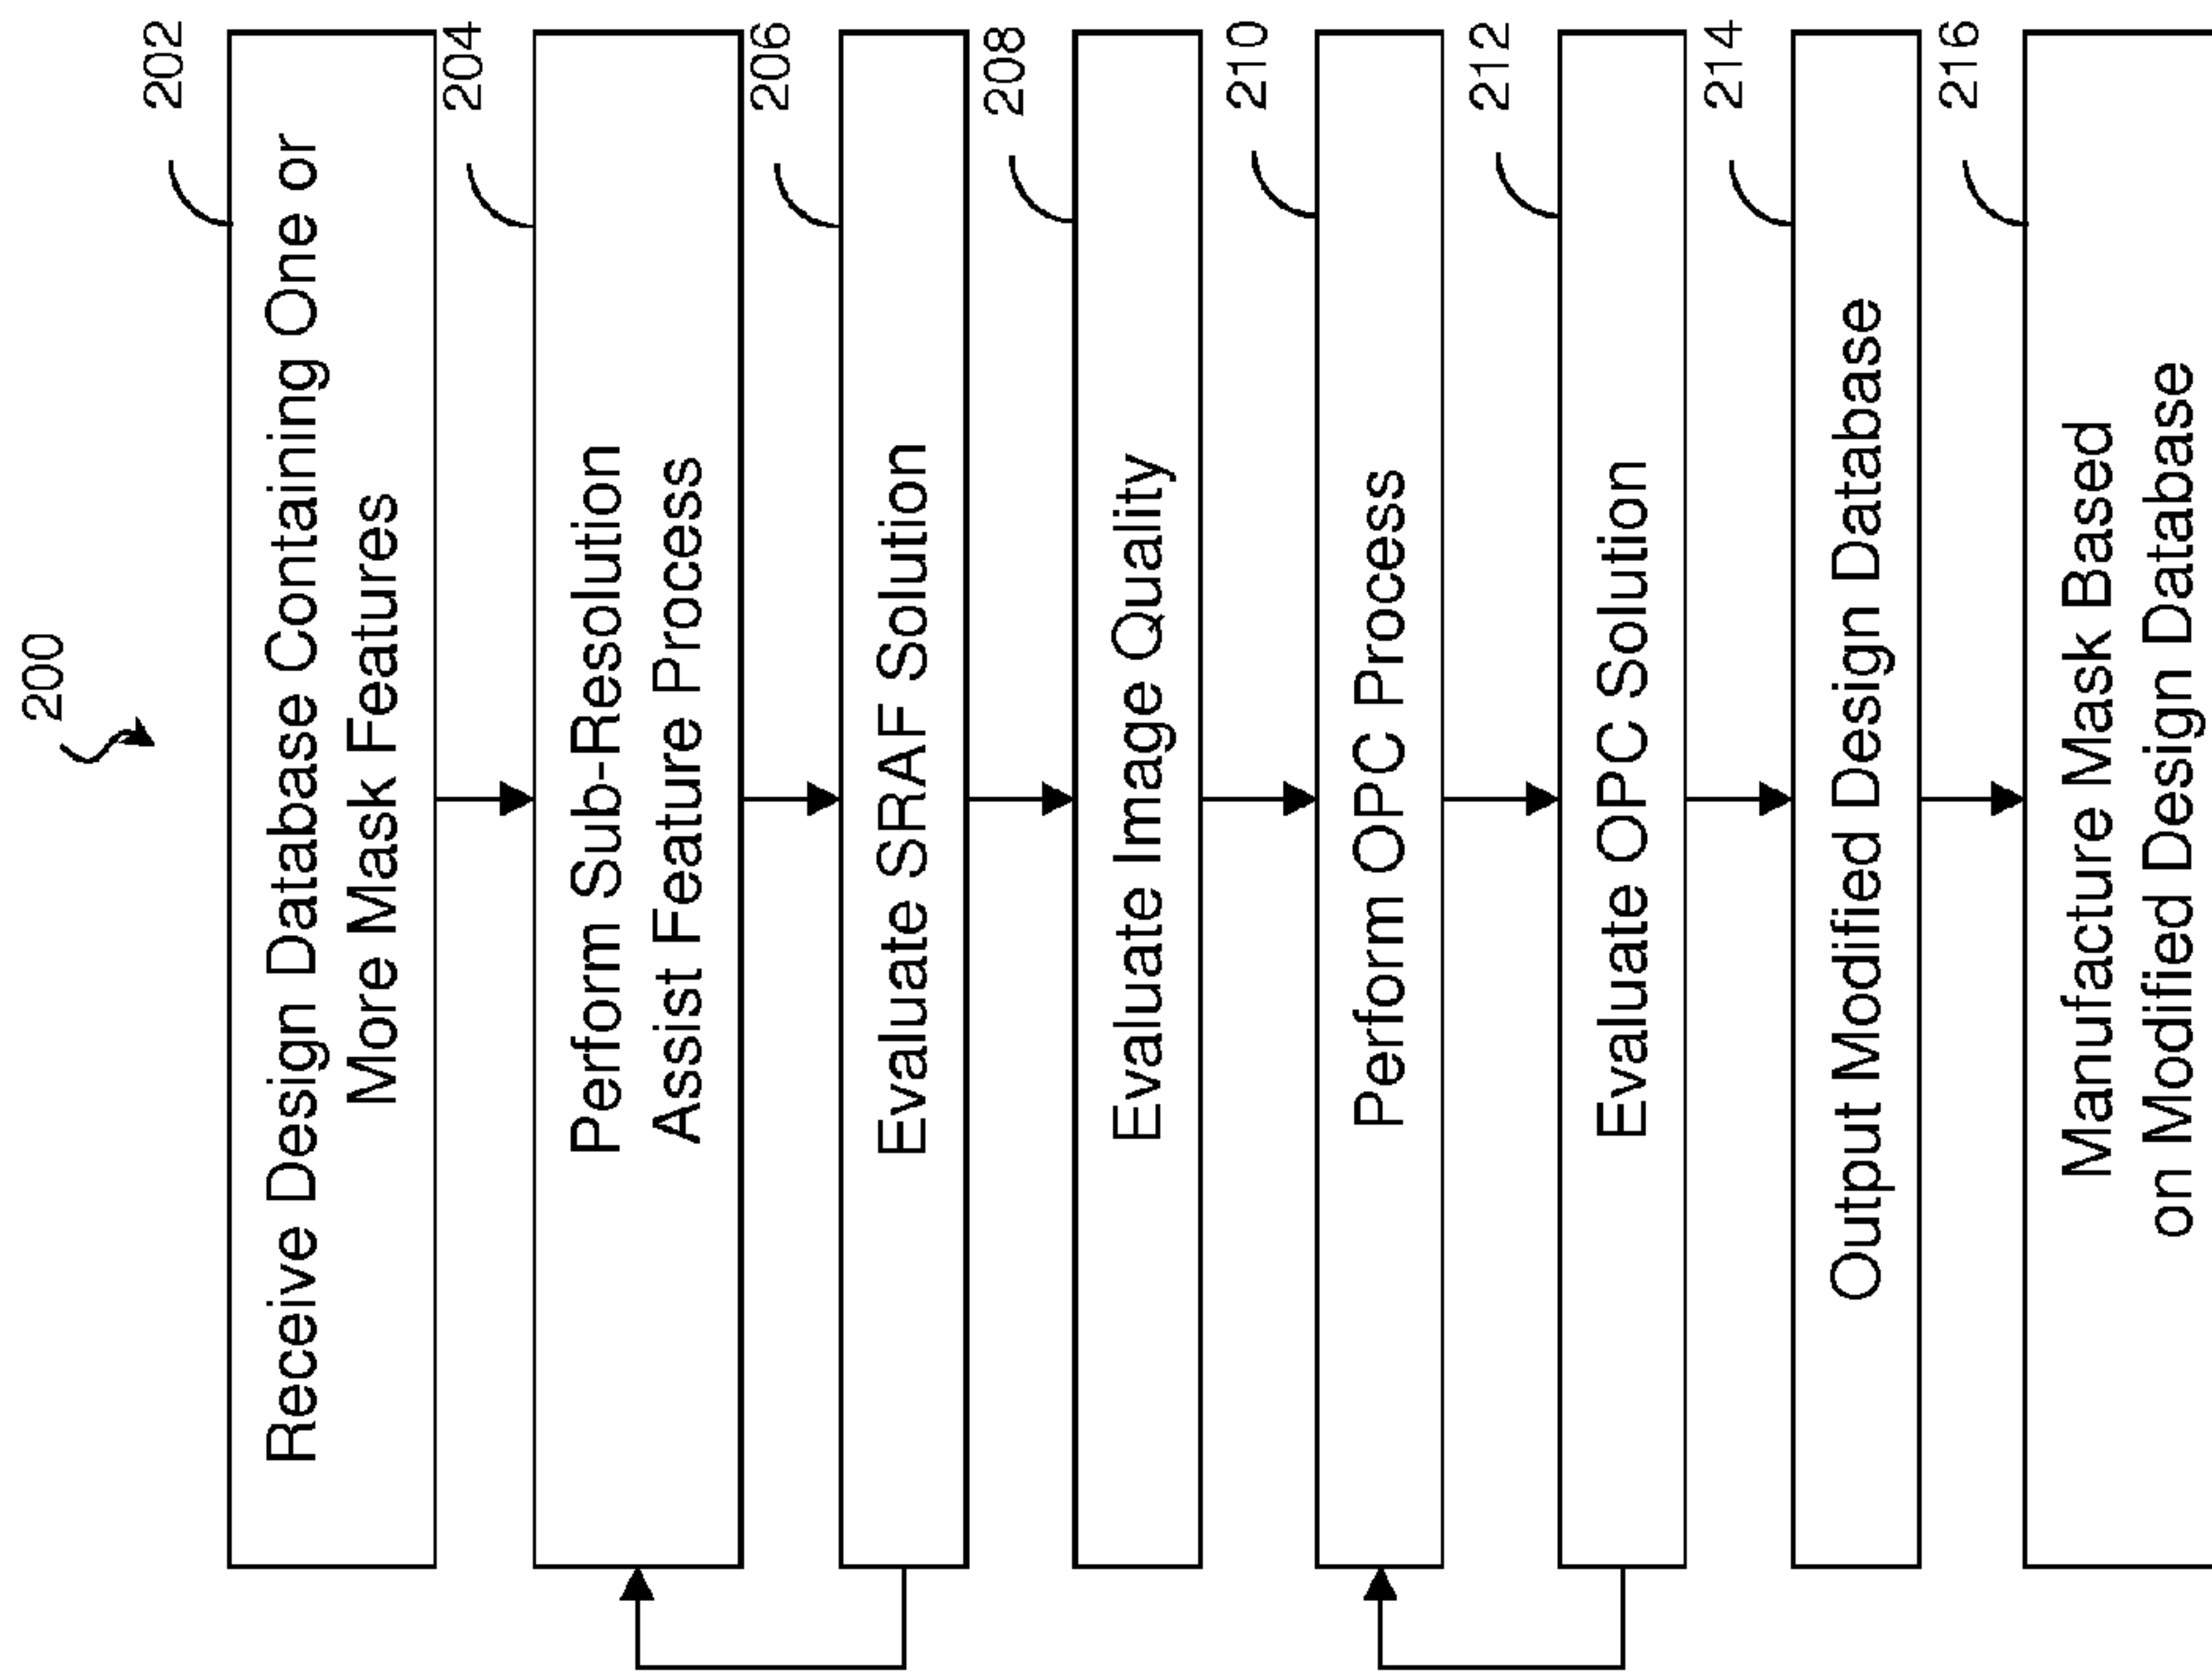 200
202
Receive Design Database Containing One or
More Mask Features
204
Perform Sub-Resolution
Assist Feature Process
206
Evaluate SRAF Solution
208
Evaluate Image Quality
210
Perform OPC Process
212
Evaluate OPC Solution
214
Output Modified Design Database
216
Manufacture Mask Based
on Modified Design Database